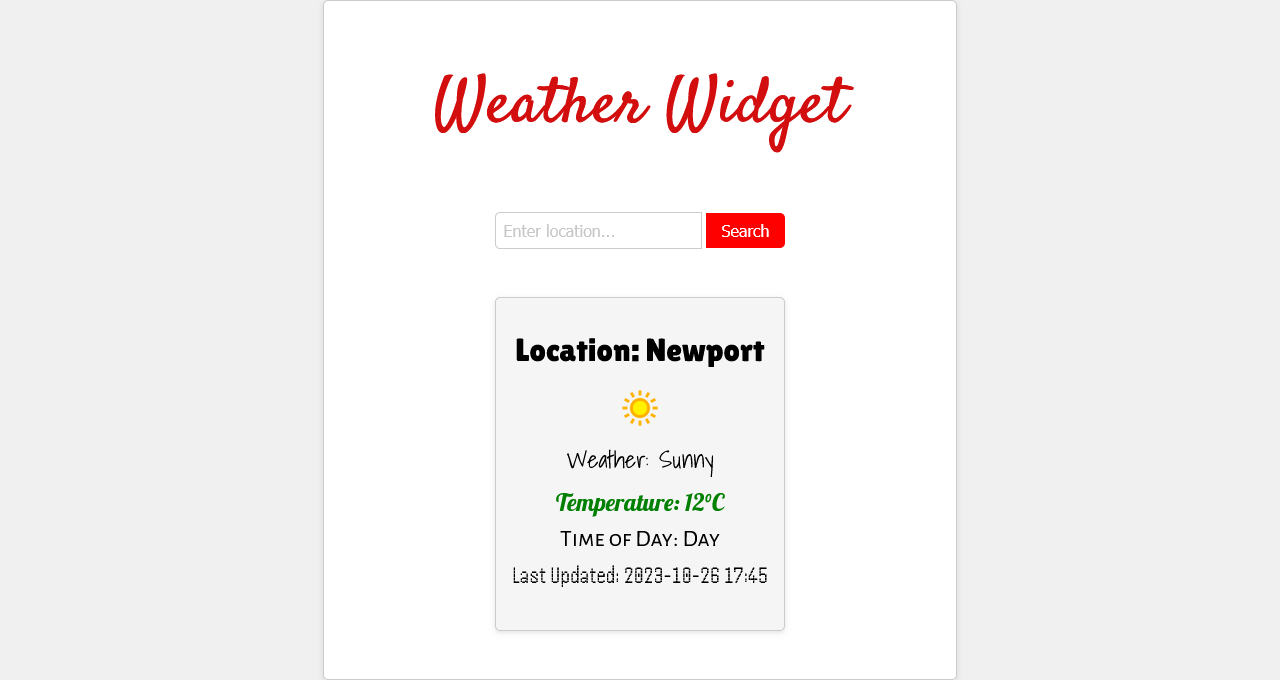 Weather Widget
Enter location...
Search
Location: Newport
Weather: Sunny
Temperature: 12°C
Time of Day: Day
Last Updated: 2023-10-26 17:45